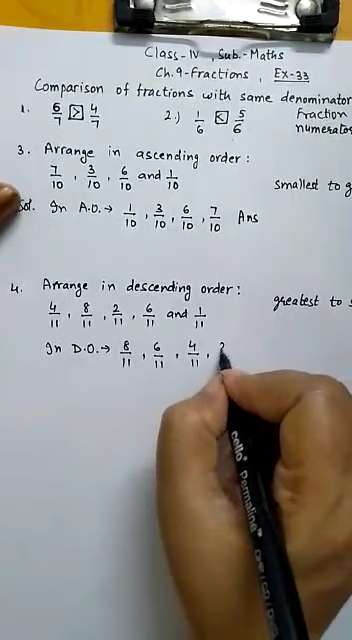 Class-IV, Sub.-Maths
Ch.9-Fractions, Ex-33
Comparison of fractions with same denominator
1. 6/7 > 4/7 2.) 1/6 < 5/6 Fraction
numerator
3. Arrange in ascending order:
7/10, 3/10, 6/10 and 1/10
smallest to g
Sol. In A.O.→ 1/10, 3/10, 6/10, 7/10 Ans
4. Arrange in descending order:
4/11, 8/11, 2/11, 6/11 and 1/11
greatest to s
In D.O.→ 8/11, 6/11, 4/11, 2
cello Permaline